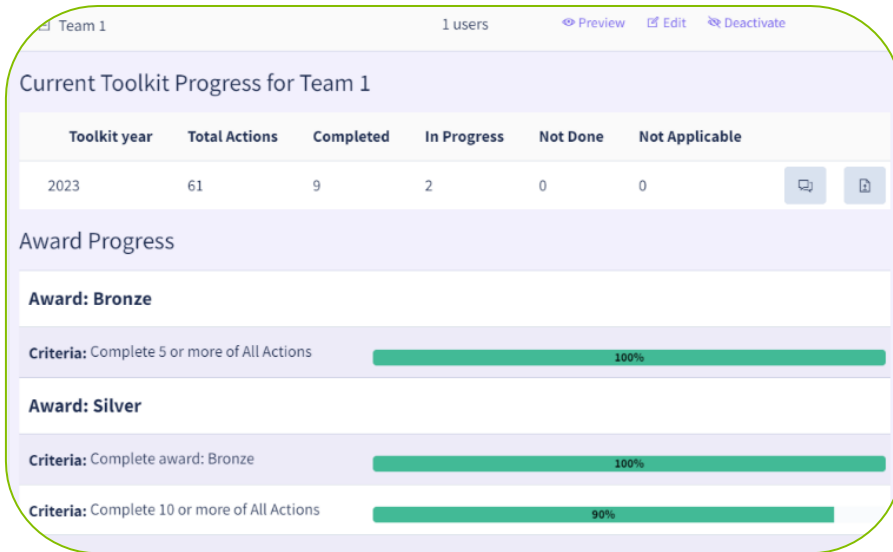 Team 1 1 users Preview Edit Deactivate
Current Toolkit Progress for Team 1
Toolkit year Total Actions Completed In Progress Not Done Not Applicable
2023 61 9 2 0 0
Award Progress
Award: Bronze
Criteria: Complete 5 or more of All Actions 100%
Award: Silver
Criteria: Complete award: Bronze 100%
Criteria: Complete 10 or more of All Actions 90%